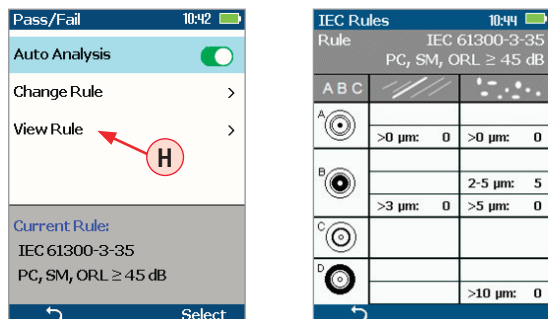 Pass/Fail 10:42
Auto Analysis
Change Rule >
View Rule >
H
Current Rule:
IEC 61300-3-35
PC, SM, ORL ≥ 45 dB
Select
IEC Rules 10:44
Rule IEC 61300-3-
PC, SM, ORL ≥ 45 dB
A B C
A
>0 µm: 0 >0 µm: 0
B
2-5 µm: 5
>3 µm: 0 >5 µm: 0
C
D
>10 µm: 0